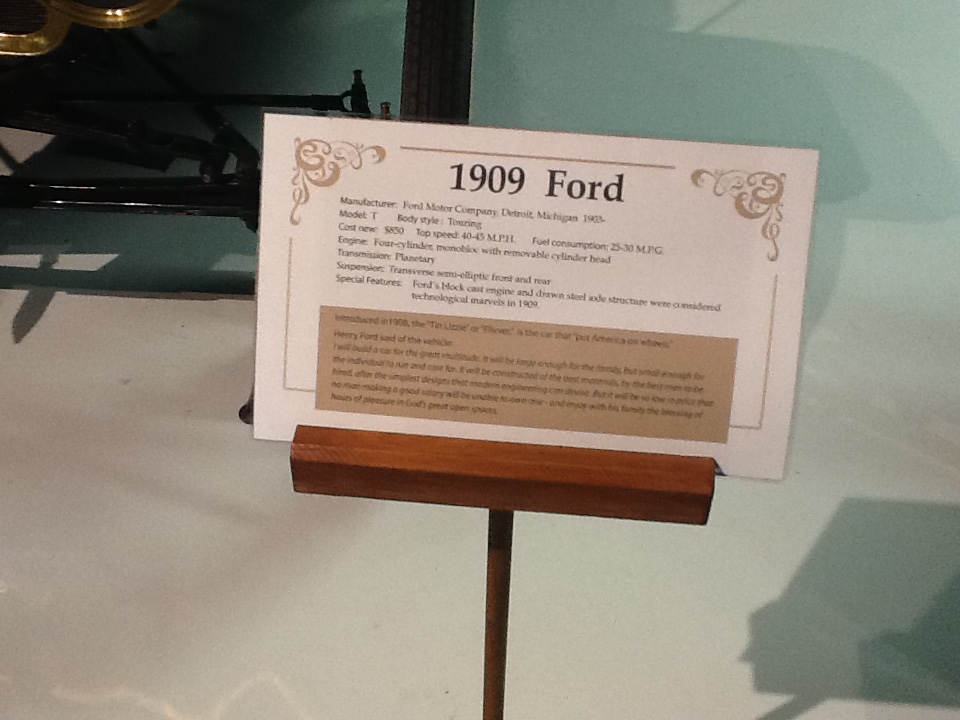 1909 Ford
Manufacturer: Ford Motor Company, Detroit, Michigan 1903-
Model: T Body style: Touring
Cost new: $850 Top speed: 40-45 M.P.H. Fuel consumption: 25-30 M.P.G.
Engine: Four-cylinder, monobloc with removable cylinder head
Transmission: Planetary
Suspension: Transverse semi-elliptic front and rear
Special Features: Ford's block cast engine and drawn steel axle structure were considered
technological marvels in 1909.
Introduced in 1908, the "Tin Lizzie" or "Flivver," is the car that "put America on wheels."
Henry Ford said of the vehicle:
I will build a car for the great multitude. It will be large enough for the family, but small enough for
the individual to run and care for. It will be constructed of the best materials, by the best men to be
hired, after the simplest designs that modern engineering can devise. But it will be so low in price that
no man making a good salary will be unable to own one - and enjoy with his family the blessing of
hours of pleasure in God's great open spaces.